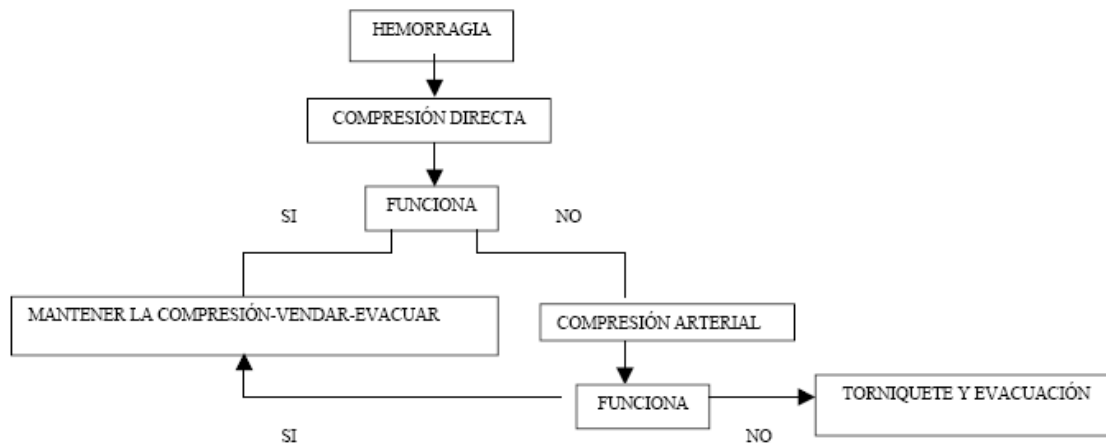 HEMORRAGIA
COMPRESIÓN DIRECTA
FUNCIONA
SI
NO
MANTENER LA COMPRESIÓN-VENDAR-EVACUAR
COMPRESIÓN ARTERIAL
FUNCIONA
TORNIQUETE Y EVACUACIÓN
SI
NO